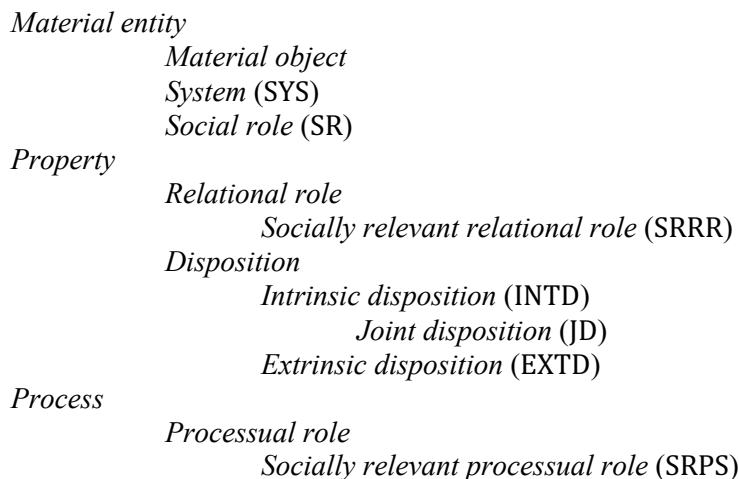 Material entity
Material object
System (SYS)
Social role (SR)
Property
Relational role
Socially relevant relational role (SRRR)
Disposition
Intrinsic disposition (INTD)
Joint disposition (JD)
Extrinsic disposition (EXTD)
Process
Processual role
Socially relevant processual role (SRPS)